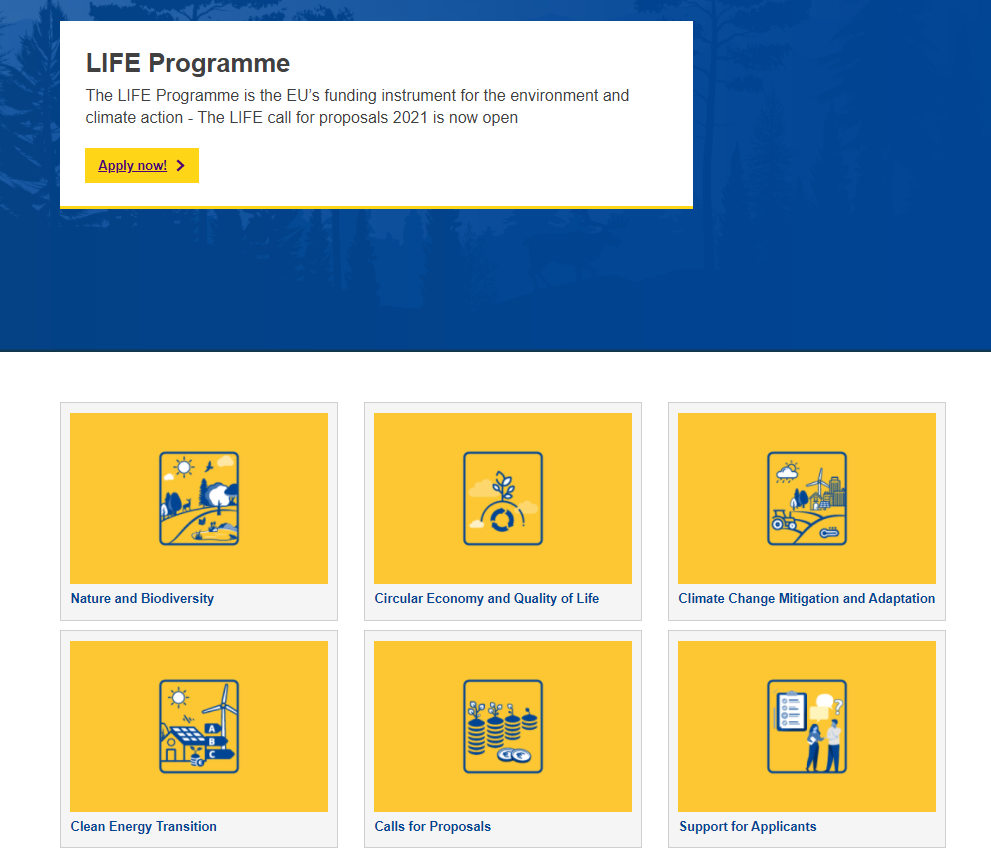 LIFE Programme
The LIFE Programme is the EU's funding instrument for the environment and
climate action - The LIFE call for proposals 2021 is now open
Apply now!
Nature and Biodiversity
Circular Economy and Quality of Life
Climate Change Mitigation and Adaptation
A
B
C
?
Clean Energy Transition
Calls for Proposals
Support for Applicants